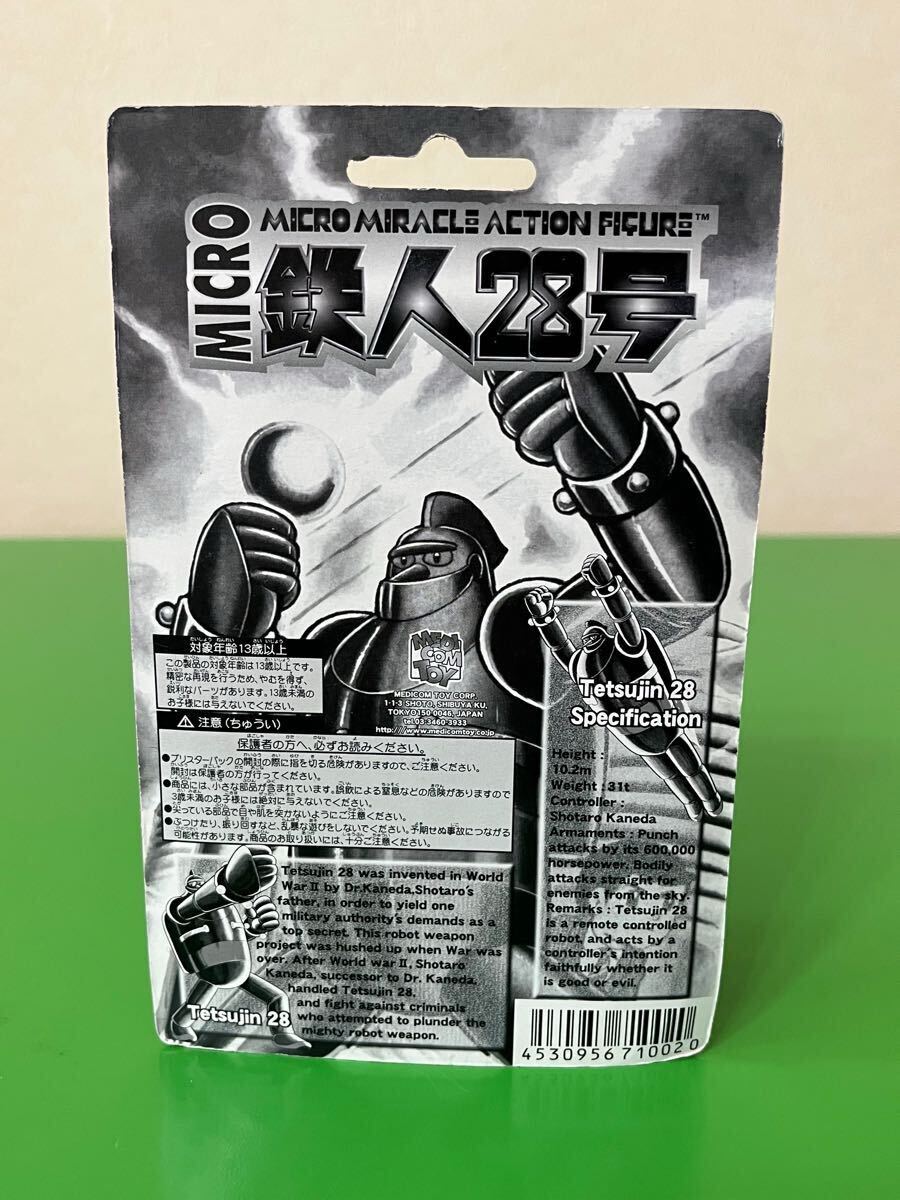 MICRO
MICRO MIRACLE ACTION FIGURE™
鉄人28号
たいしょう ねんれい さい いじょう
対象年齢13歳以上
この製品の対象年齢は13歳以上です。
精密な再現を行うため、やむを得ず、
鋭利なパーツがあります。13歳未満の
お子様には与えないでください。
⚠ 注意(ちゅうい)
保護者の方へ、必ずお読みください。
●ブリスターパックの開封の際に指を切る危険がありますので、ご注意ください。
開封は保護者の方が行ってください。
●商品には、小さな部品が含まれています。誤飲による窒息などの危険がありますので
3歳未満のお子様には絶対に与えないでください。
●尖っている部品で目や肌を突かないようにご注意ください。
●ぶつけたり、振り回すなど、乱暴な遊びをしないでください。予期せぬ事故につながる
可能性があります。商品のお取り扱いには、十分ご注意ください。
MEDI
COM
TOY
MEDICOM TOY CORP.
1-1-3 SHOTO, SHIBUYA KU,
TOKYO 150-0046, JAPAN
tel.03-3460-3933
http://www.medicomtoy.co.jp
Tetsujin 28
Specification
Height :
10.2m
Weight : 31t
Controller :
Shotaro Kaneda
Armaments : Punch
attacks by its 600,000
horsepower. Bodily
attacks straight for
enemies from the sky.
Remarks : Tetsujin 28
is a remote controlled
robot, and acts by a
controller's intention
faithfully whether it
is good or evil.
Tetsujin 28 was invented in World
War II by Dr.Kaneda,Shotaro's
father, in order to yield one
military authority's demands as a
top secret. This robot weapon
project was hushed up when War was
over. After World war II, Shotaro
Kaneda, successor to Dr. Kaneda,
handled Tetsujin 28.
and fight against criminals
who attempted to plunder the
mighty robot weapon.
Tetsujin 28
4530956710020